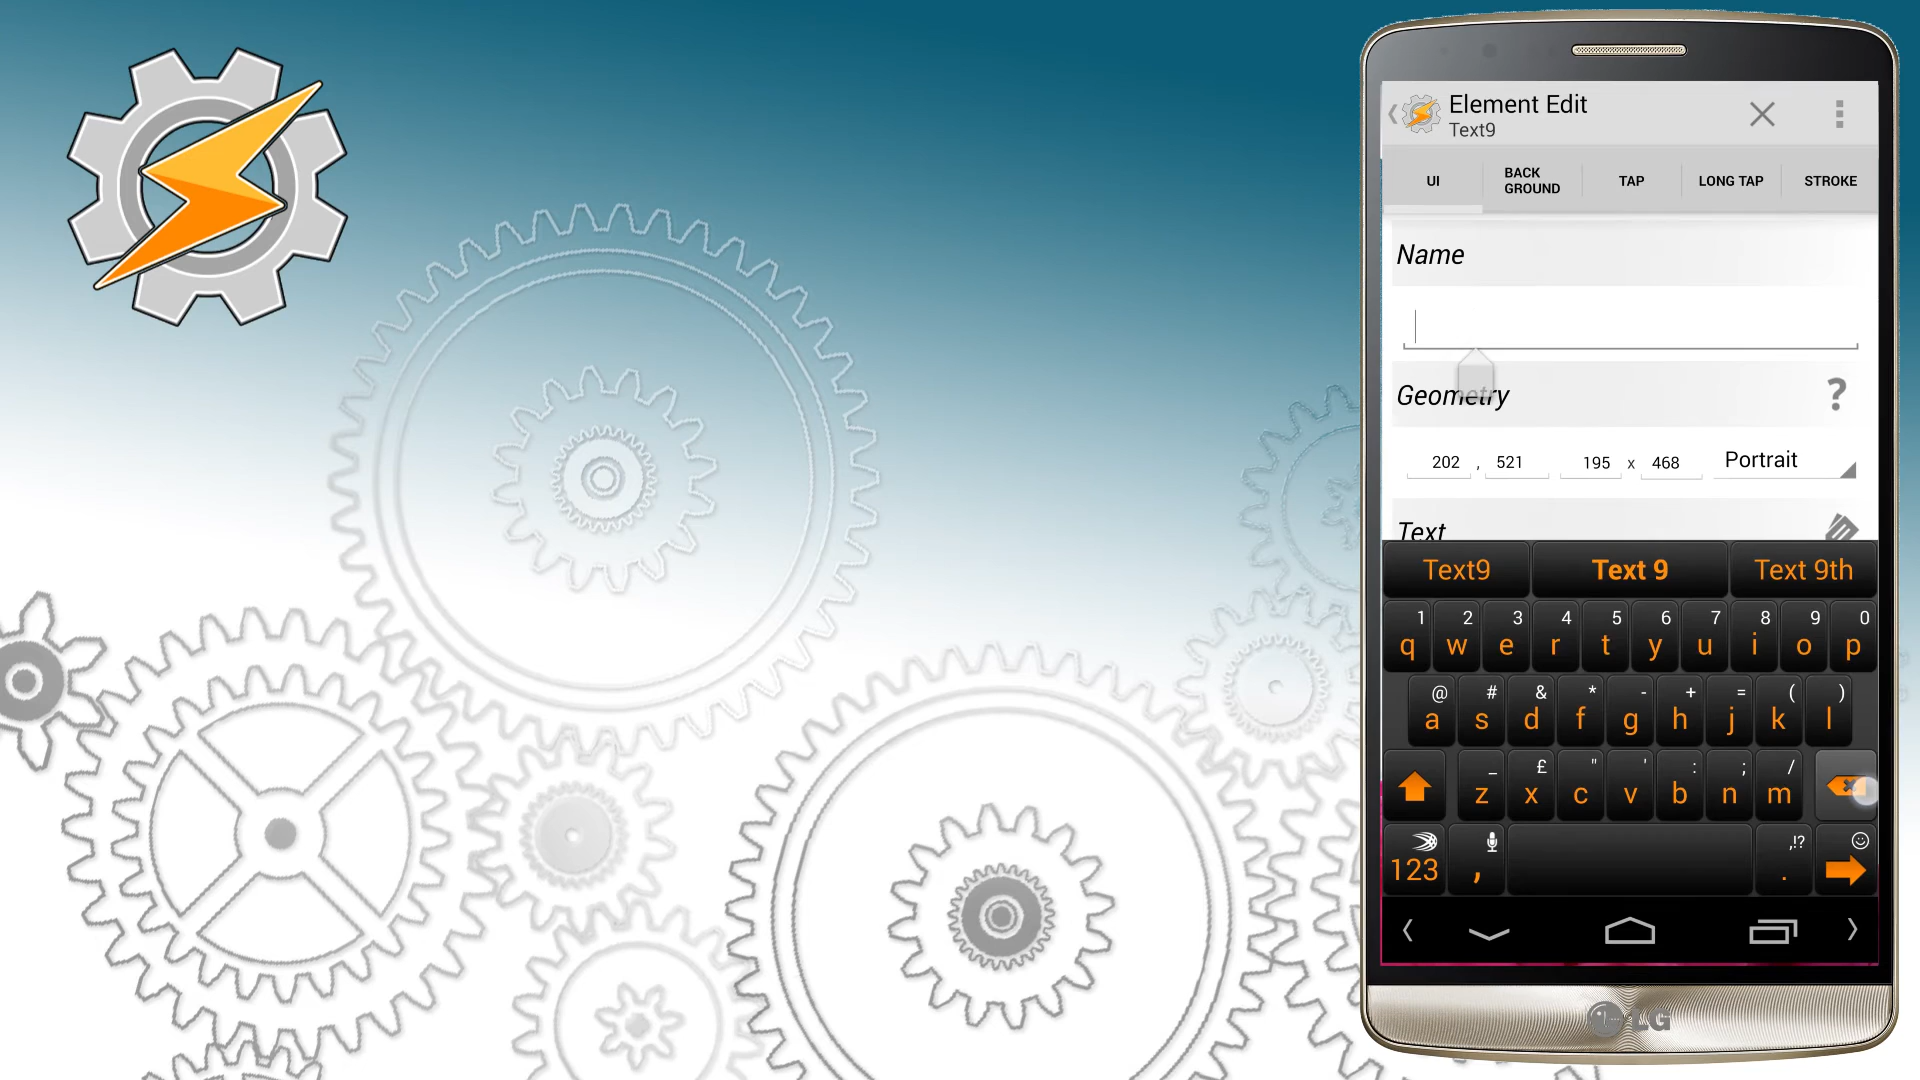 Element Edit
Text9
UI
BACK GROUND
TAP
LONG TAP
STROKE
Name
Geometry ?
202 , 521 195 x 468 Portrait
Text
Text9 Text 9 Text 9th
1 2 3 4 5 6 7 8 9 0
q w e r t y u i o p
@ # & * - + = ( )
a s d f g h j k l
_ £ " ' : ; /
z x c v b n m
,!?
123 , .
LG